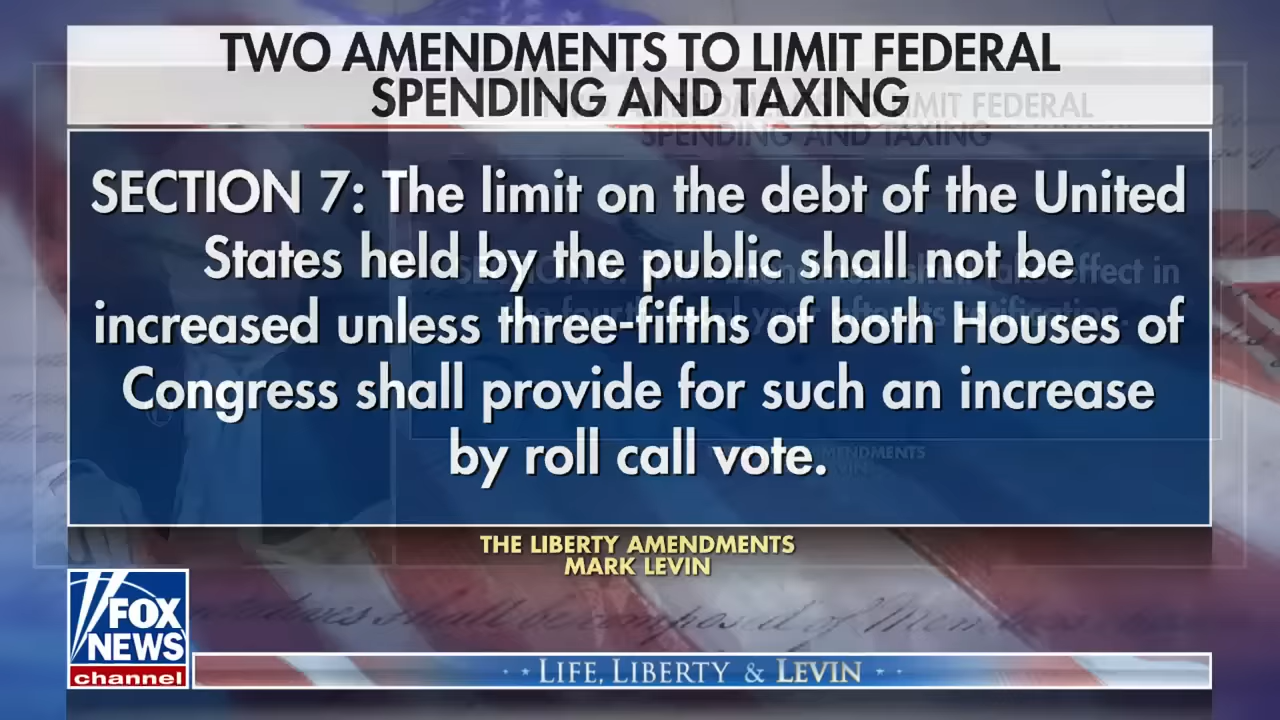 TWO AMENDMENTS TO LIMIT FEDERAL
SPENDING AND TAXING
SECTION 7: The limit on the debt of the United
States held by the public shall not be
increased unless three-fifths of both Houses of
Congress shall provide for such an increase
by roll call vote.
THE LIBERTY AMENDMENTS
MARK LEVIN
FOX
NEWS
channel
LIFE, LIBERTY & LEVIN